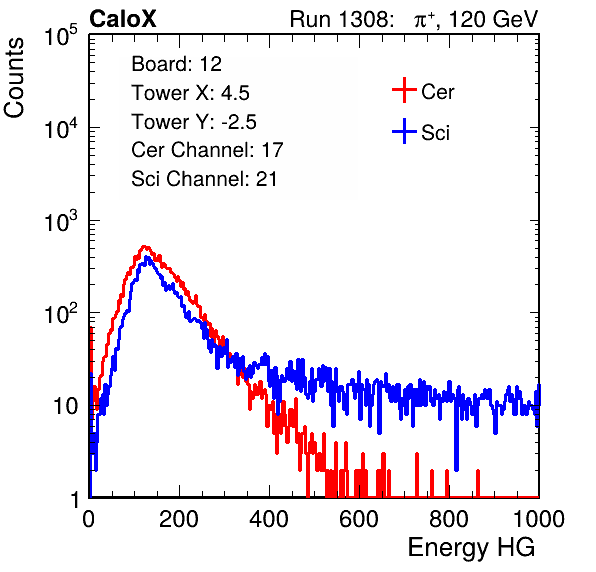 CaloX Run 1308: π⁺, 120 GeV
Counts
Board: 12
Tower X: 4.5
Tower Y: -2.5
Cer Channel: 17
Sci Channel: 21
Cer
Sci
10⁵
10⁴
10³
10²
10
1
0 200 400 600 800 1000
Energy HG